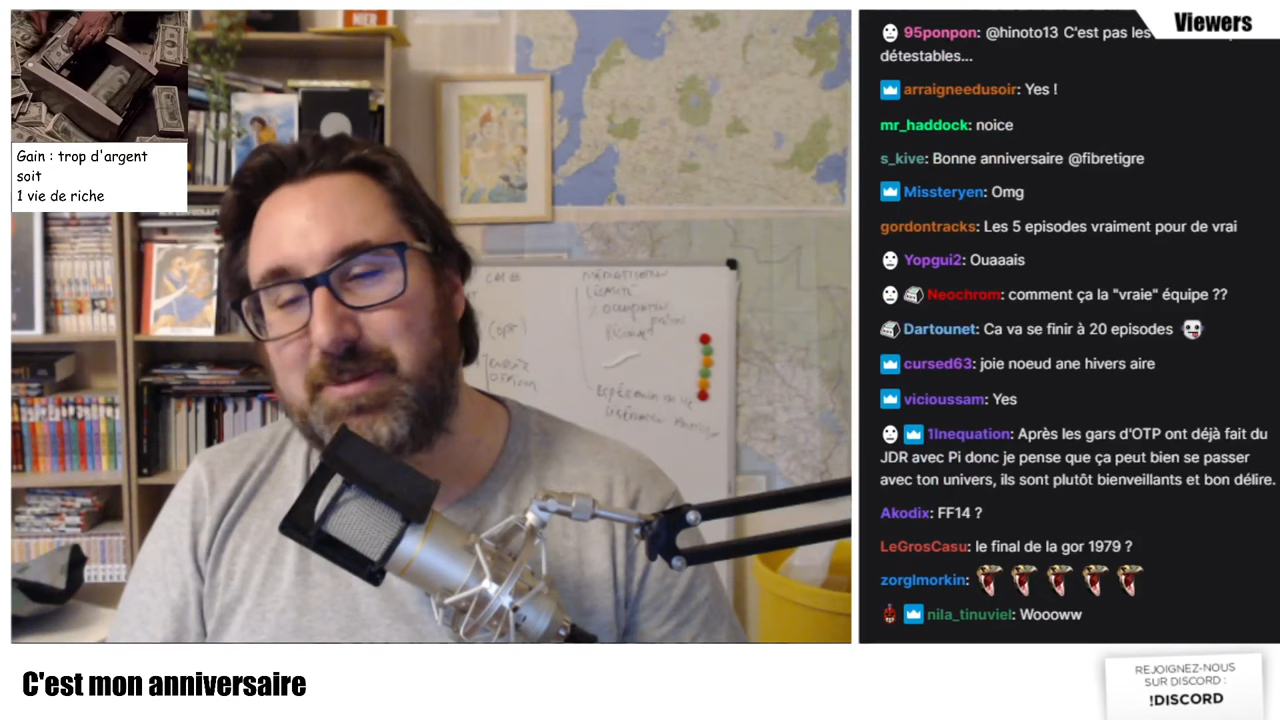 Gain : trop d'argent
soit
1 vie de riche
Viewers
95ponpon: @hinoto13 C'est pas les
détestables...
arraigneedusoir: Yes !
mr_haddock: noice
s_kive: Bonne anniversaire @fibretigre
Missteryen: Omg
gordontracks: Les 5 episodes vraiment pour de vrai
Yopgui2: Ouaaais
Neochrom: comment ça la "vraie" équipe ??
Dartounet: Ca va se finir à 20 episodes
cursed63: joie noeud ane hivers aire
vicioussam: Yes
1Inequation: Après les gars d'OTP ont déjà fait du
JDR avec Pi donc je pense que ça peut bien se passer
avec ton univers, ils sont plutôt bienveillants et bon délire.
Akodix: FF14 ?
LeGrosCasu: le final de la gor 1979 ?
zorglmorkin:
nila_tinuviel: Woooww
C'est mon anniversaire
REJOIGNEZ-NOUS
SUR DISCORD :
!DISCORD